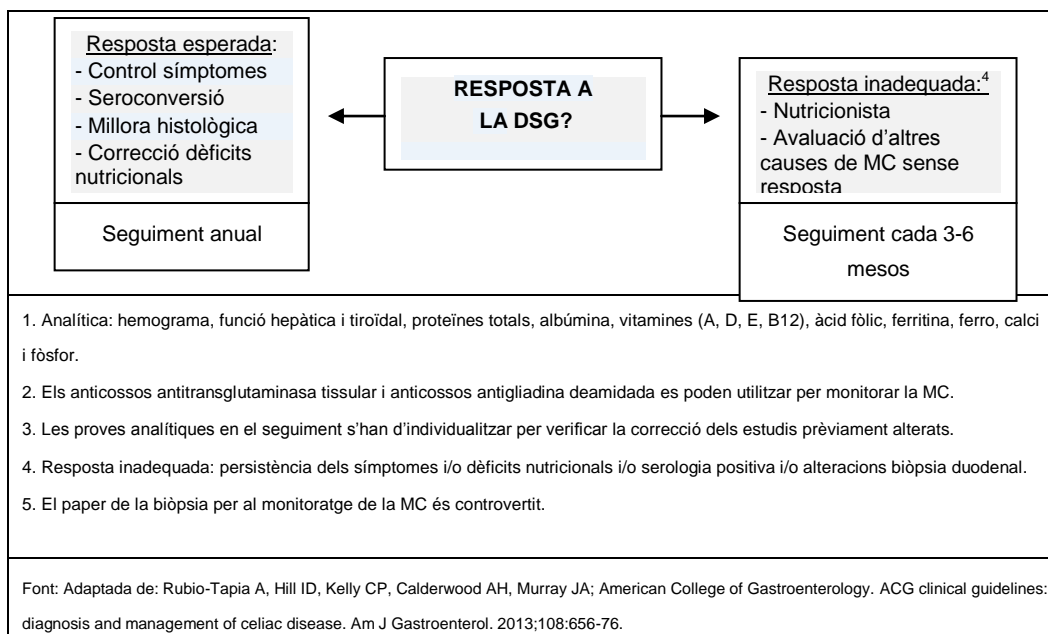 Resposta esperada:
- Control símptomes
- Seroconversió
- Millora histològica
- Correcció dèficits
nutricionals
Seguiment anual
RESPOSTA A
LA DSG?
Resposta inadequada:4
- Nutricionista
- Avaluació d’altres
causes de MC sense
resposta
Seguiment cada 3-6
mesos
1. Analítica: hemograma, funció hepàtica i tiroïdal, proteïnes totals, albúmina, vitamines (A, D, E, B12), àcid fòlic, ferritina, ferro, calci
i fòsfor.
2. Els anticossos antitransglutaminasa tissular i anticossos antigliadina deamidada es poden utilitzar per monitorar la MC.
3. Les proves analítiques en el seguiment s’han d’individualitzar per verificar la correcció dels estudis prèviament alterats.
4. Resposta inadequada: persistència dels símptomes i/o dèficits nutricionals i/o serologia positiva i/o alteracions biòpsia duodenal.
5. El paper de la biòpsia per al monitoratge de la MC és controvertit.
Font: Adaptada de: Rubio-Tapia A, Hill ID, Kelly CP, Calderwood AH, Murray JA; American College of Gastroenterology. ACG clinical guidelines:
diagnosis and management of celiac disease. Am J Gastroenterol. 2013;108:656-76.